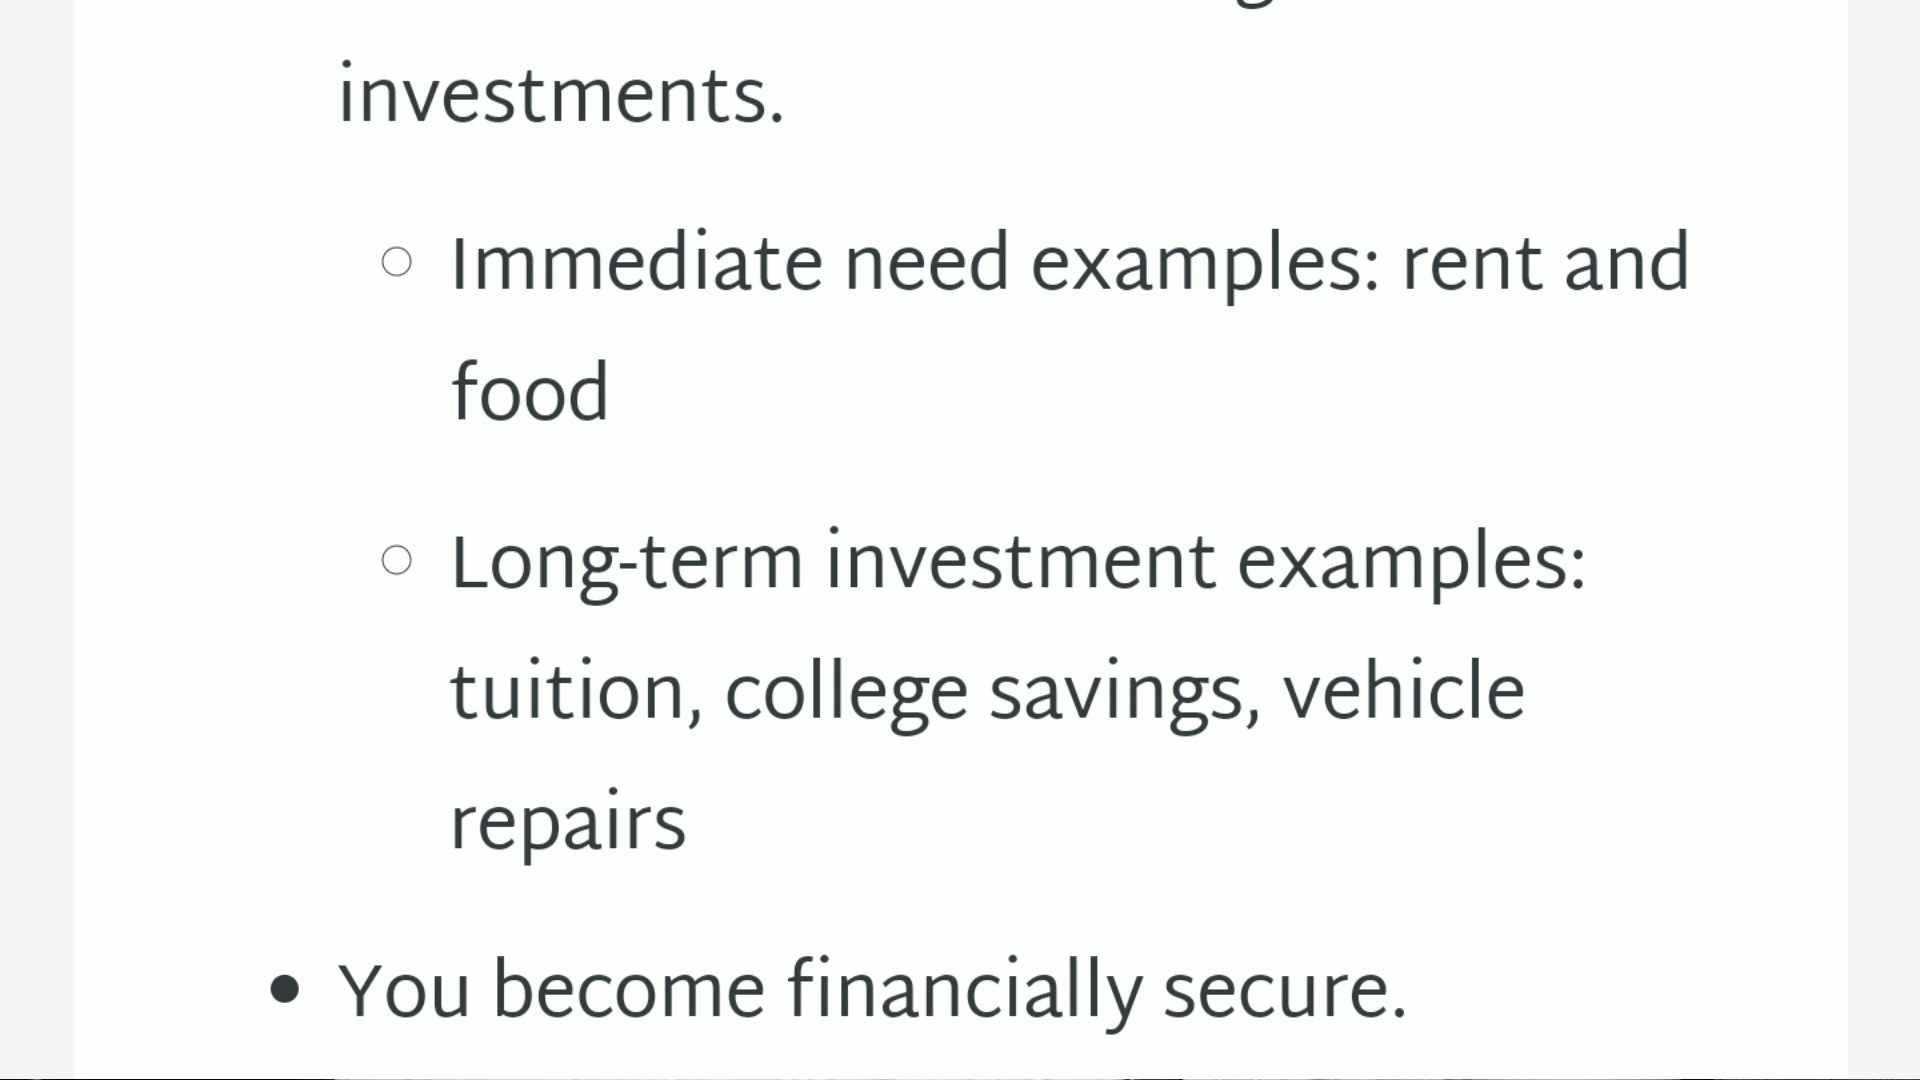 investments.
○ Immediate need examples: rent and
food
○ Long-term investment examples:
tuition, college savings, vehicle
repairs
• You become financially secure.